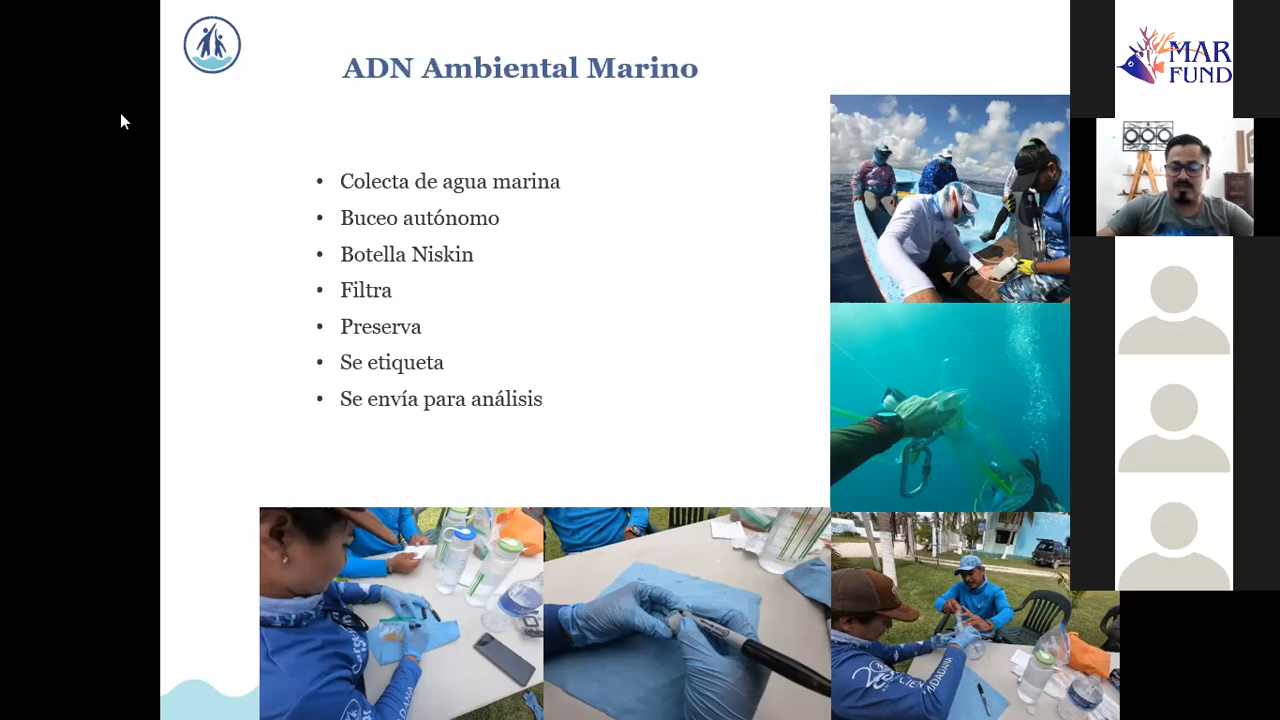 ADN Ambiental Marino
MAR
FUND
• Colecta de agua marina
• Buceo autónomo
• Botella Niskin
• Filtra
• Preserva
• Se etiqueta
• Se envía para análisis